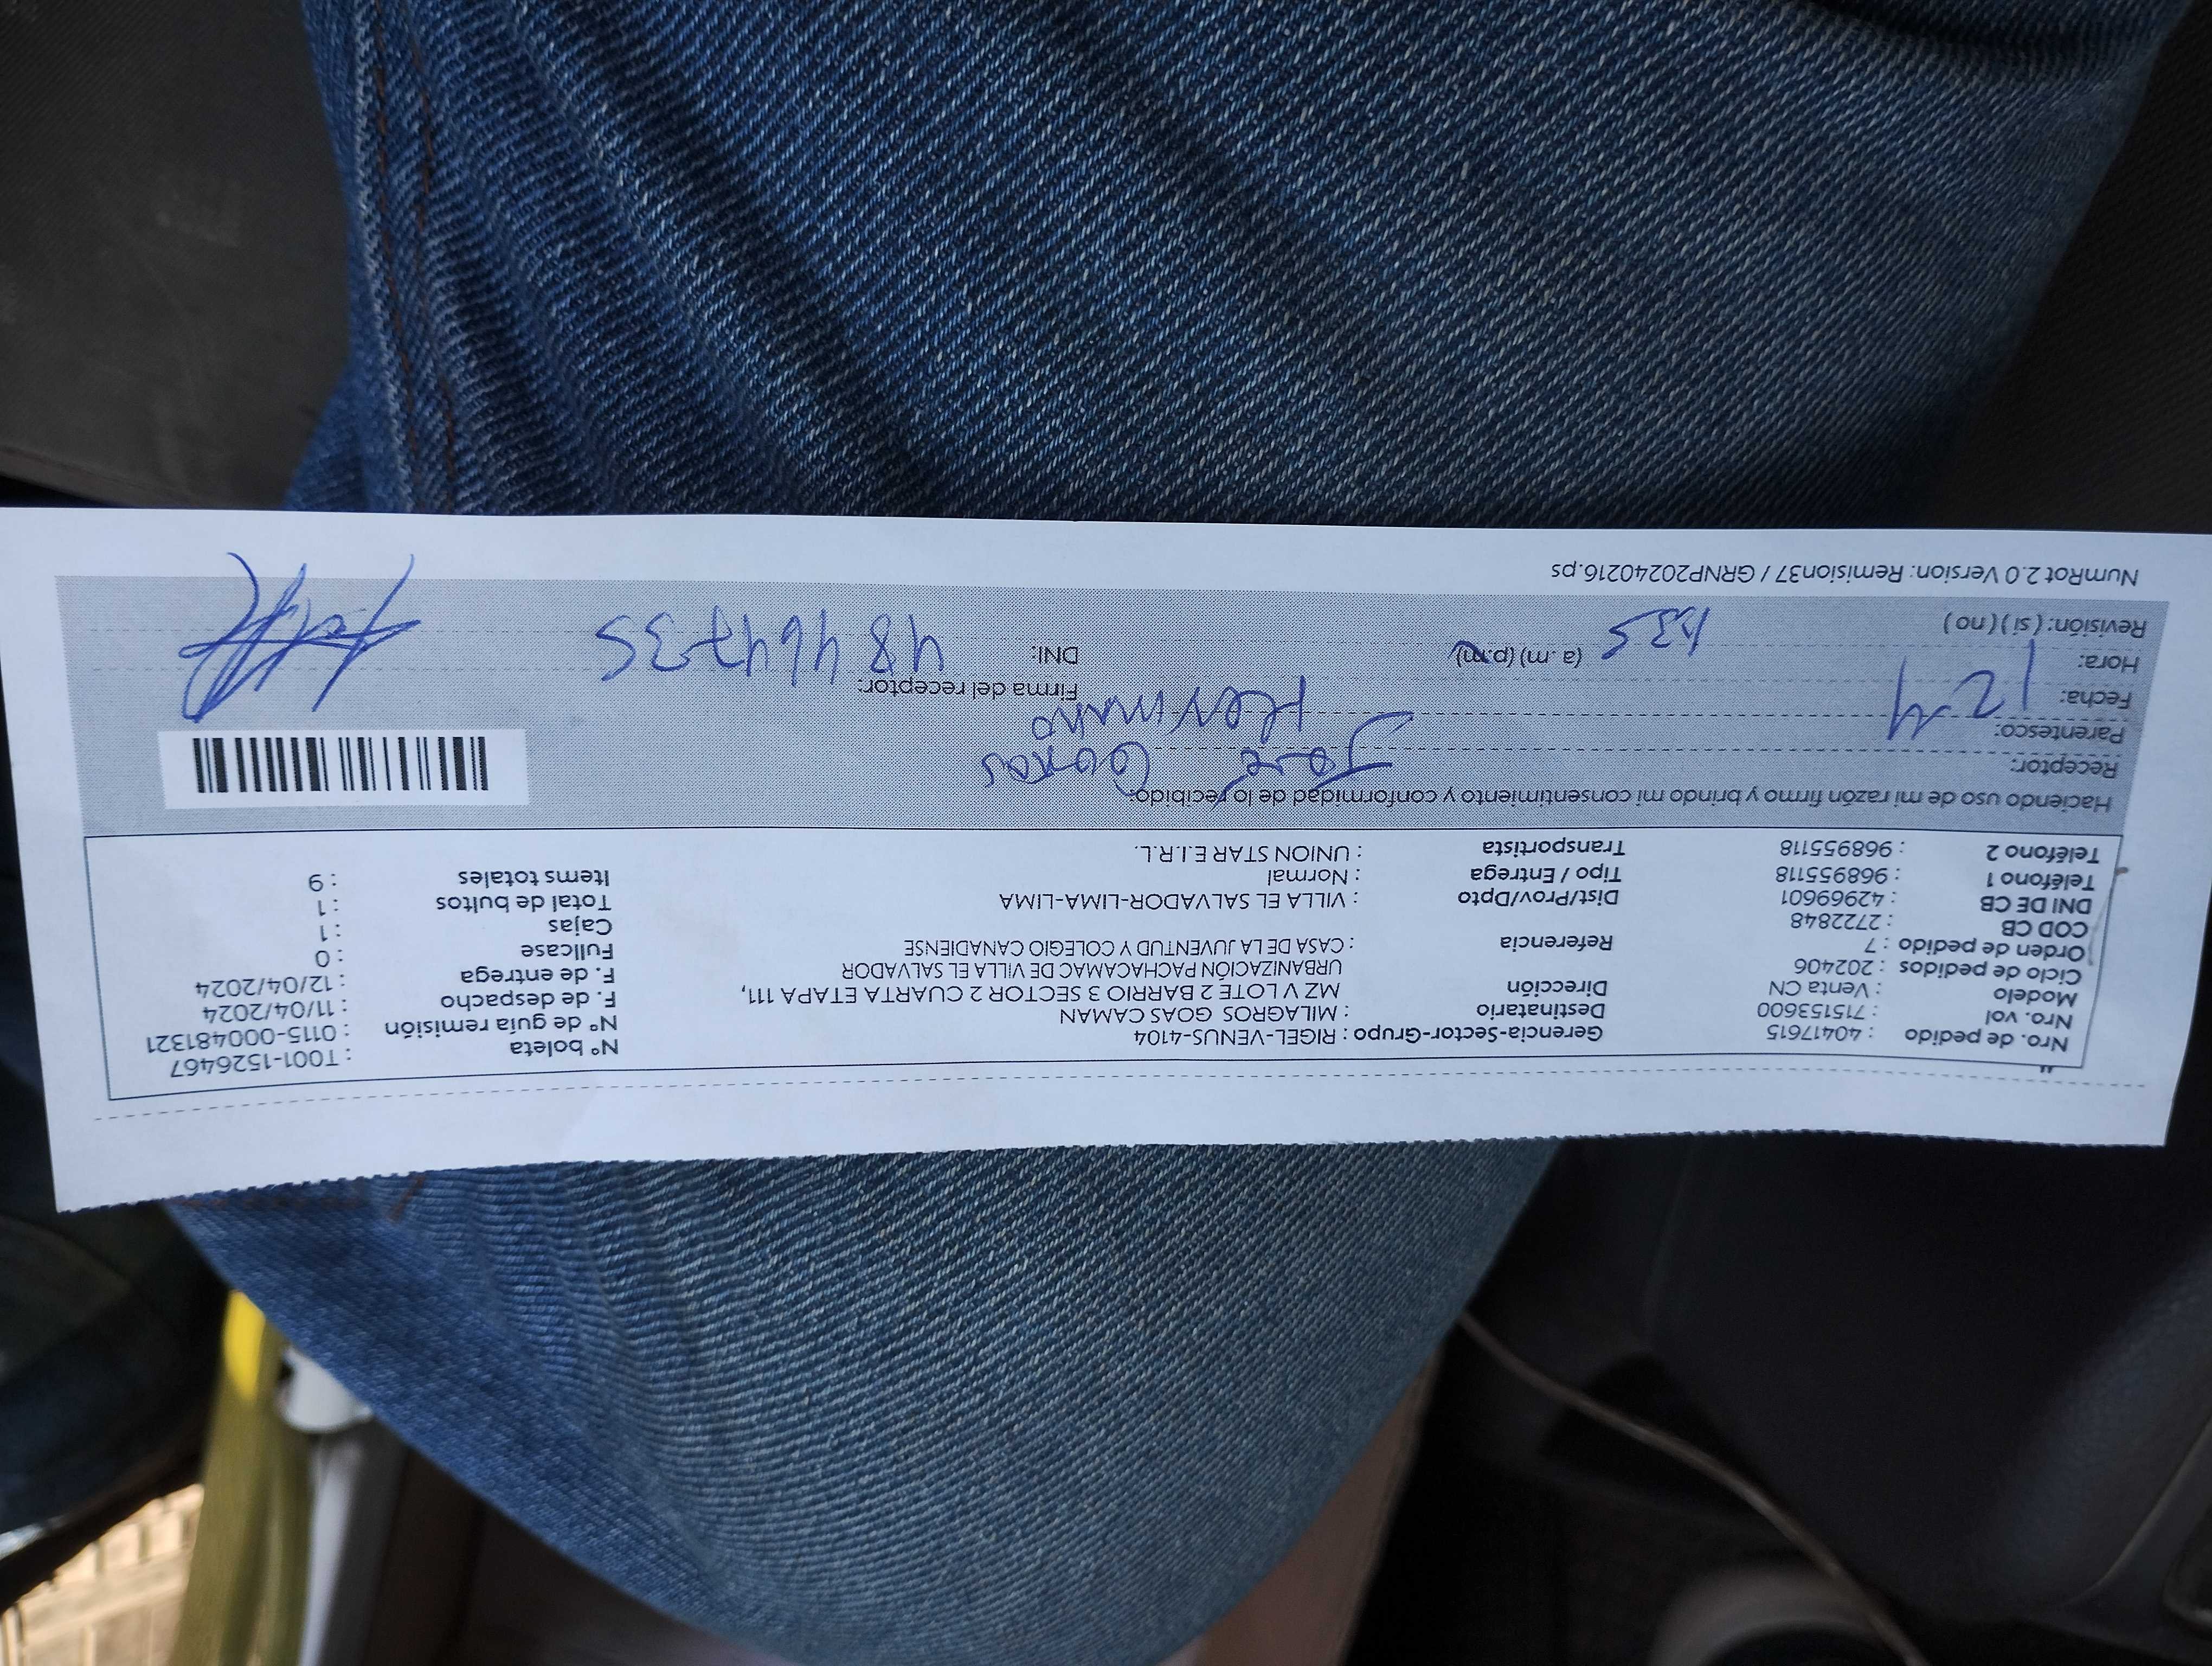 Nro. de pedido : 40417615 Gerencia-Sector-Grupo : RIGEL-VENUS-4104 N° boleta : T001-1526467
Nro. vol. : 715153600 Destinatario : MILAGROS GOAS CAMAN N° de guía remisión : 0115-000481321
Modelo : Venta CN Dirección MZ V LOTE 2 BARRIO 3 SECTOR 2 CUARTA ETAPA 111, F. de despacho : 11/04/2024
Ciclo de pedidos : 202406 URBANIZACIÓN PACHACAMAC DE VILLA EL SALVADOR F. de entrega : 12/04/2024
Orden de pedido : 7 Referencia : CASA DE LA JUVENTUD Y COLEGIO CANADIENSE Fullcase : 0
COD CB : 2722848 Cajas : 1
DNI DE CB : 42969601 Dist/Prov/Dpto : VILLA EL SALVADOR-LIMA-LIMA Total de bultos : 1
Teléfono 1 : 968955118 Tipo / Entrega : Normal Items totales : 9
Teléfono 2 : 968955118 Transportista : UNION STAR E.I.R.L.
Haciendo uso de mi razón firmo y brindo mi consentimiento y conformidad de lo recibido:
Receptor: José
Parentesco: Hermano
Fecha: 12 4 Firma del receptor:
Hora: (a .m) (p.m) DNI: 48464735
Revisión: ( si ) ( no )
NumRot 2.0 Version: Remision37 / GRNP20240216.ps